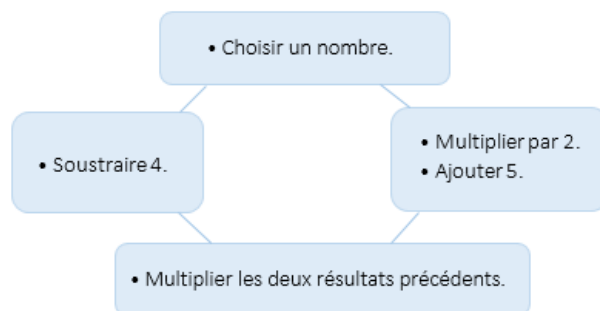 • Choisir un nombre.
• Soustraire 4.
• Multiplier par 2.
• Ajouter 5.
• Multiplier les deux résultats précédents.